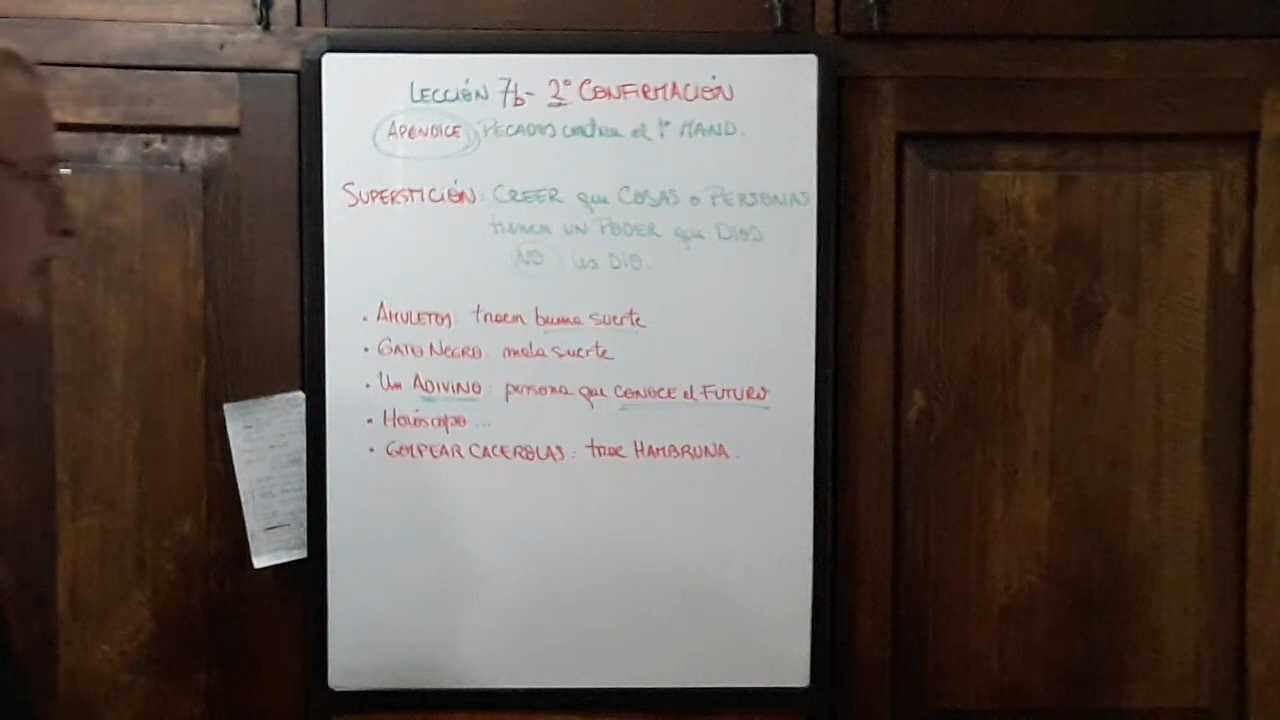 LECCIÓN 7b- 2° CONFIRMACIÓN
APENDICE PECADOS contra el 1° MAND.
SUPERSTICIÓN: CREER que COSAS o PERSONAS
tienen UN PODER que DIOS
NO les DIO.
• AMULETOS traen buena suerte
• GATO NEGRO: mala suerte
• Un ADIVINO: persona que CONOCE el FUTURO
• Horóscopo ...
• GOLPEAR CACEROLAS: trae HAMBRUNA.